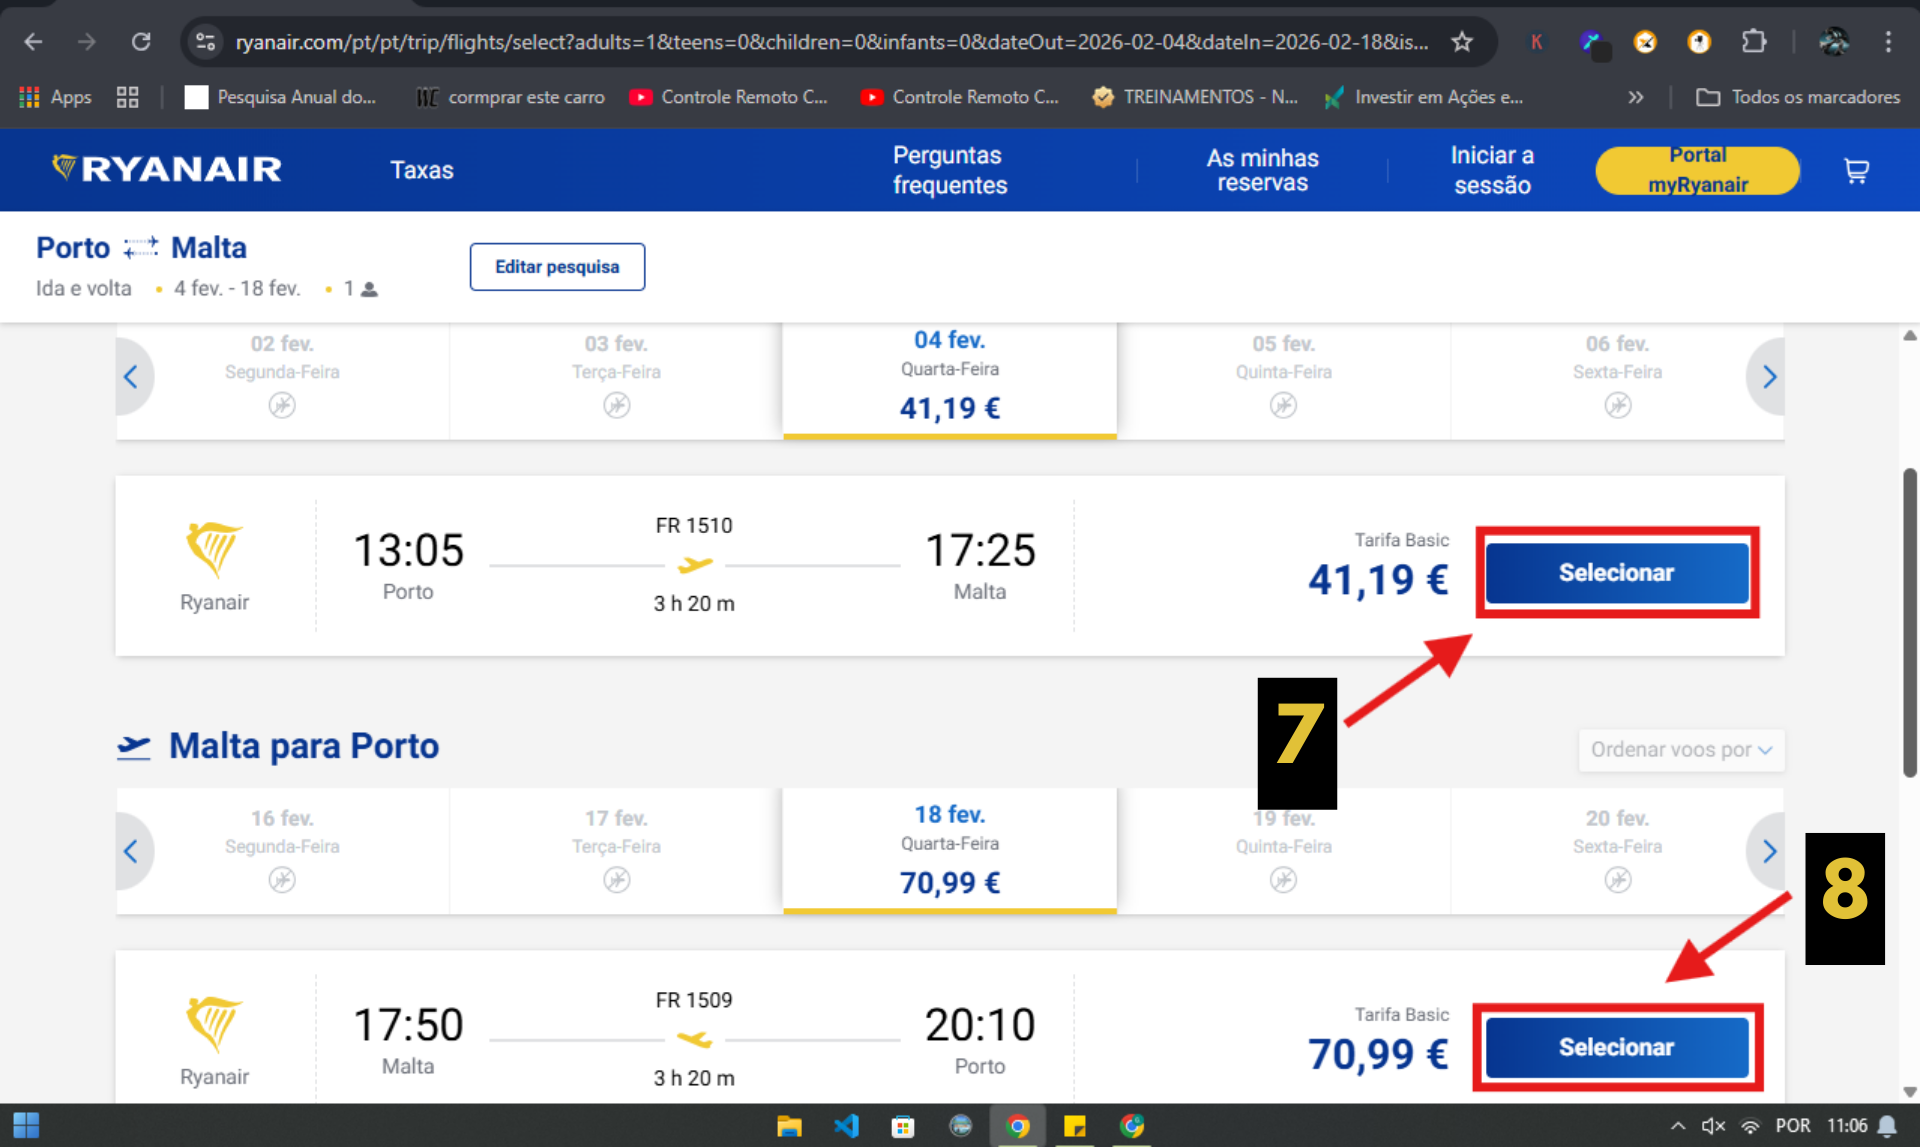 ryanair.com/pt/pt/trip/flights/select?adults=1&teens=0&children=0&infants=0&dateOut=2026-02-04&dateIn=2026-02-18&is...
K
Apps
Pesquisa Anual do...
cormprar este carro
Controle Remoto C...
Controle Remoto C...
TREINAMENTOS - N...
Investir em Ações e...
»
Todos os marcadores
RYANAIR
Taxas
Perguntas
frequentes
As minhas
reservas
Iniciar a
sessão
Portal
myRyanair
Porto Malta
Editar pesquisa
Ida e volta • 4 fev. - 18 fev. • 1
02 fev.
Segunda-Feira
03 fev.
Terça-Feira
04 fev.
Quarta-Feira
41,19 €
05 fev.
Quinta-Feira
06 fev.
Sexta-Feira
Ryanair
13:05
Porto
FR 1510
3 h 20 m
17:25
Malta
Tarifa Basic
41,19 €
Selecionar
7
Malta para Porto
Ordenar voos por
16 fev.
Segunda-Feira
17 fev.
Terça-Feira
18 fev.
Quarta-Feira
70,99 €
19 fev.
Quinta-Feira
20 fev.
Sexta-Feira
8
Ryanair
17:50
Malta
FR 1509
3 h 20 m
20:10
Porto
Tarifa Basic
70,99 €
Selecionar
POR
11:06